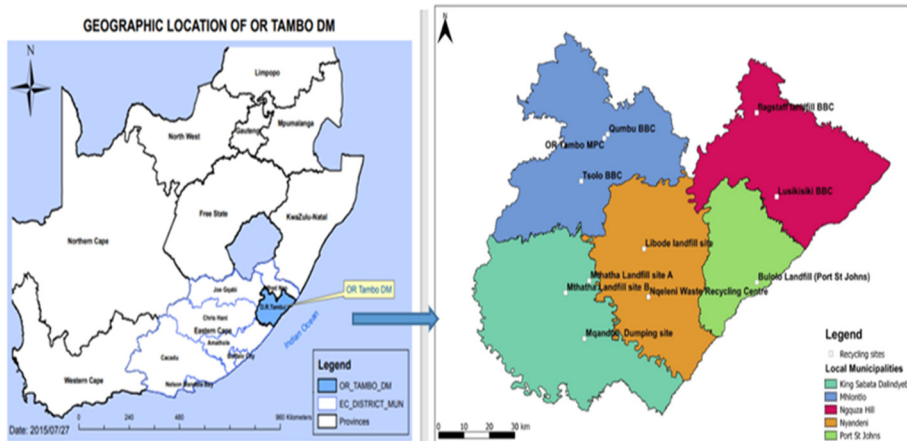 GEOGRAPHIC LOCATION OF OR TAMBO DM
N
Limpopo
North West
Gauteng
Mpumalanga
Free State
KwaZulu-Natal
Northern Cape
Joe Gqabi
OR Tambo DM
Chris Hani
Eastern Cape
Amathole
Cacadu
Western Cape
Nelson Mandela Bay
Indian Ocean
Legend
OR_TAMBO_DM
EC_DISTRICT_MUN
Provinces
0 240 480 960 Kilometers
Date: 2015/07/27
N
flagstaff landfill BBC
Qumbu BBC
OR Tambo MPC
Tsolo BBC
Lusikisiki BBC
Libode landfill site
Mthatha Landfill site A
Mthatha Landfill site B
Nqeleni Waste Recycling Centre
Bulolo Landfill (Port St Johns)
Mqanduli Dumping site
Legend
Recycling sites
Local Municipalities
King Sabata Dalindyeb
Mhlontlo
Ngquza Hill
Nyandeni
Port St Johns
0 10 20 30 km